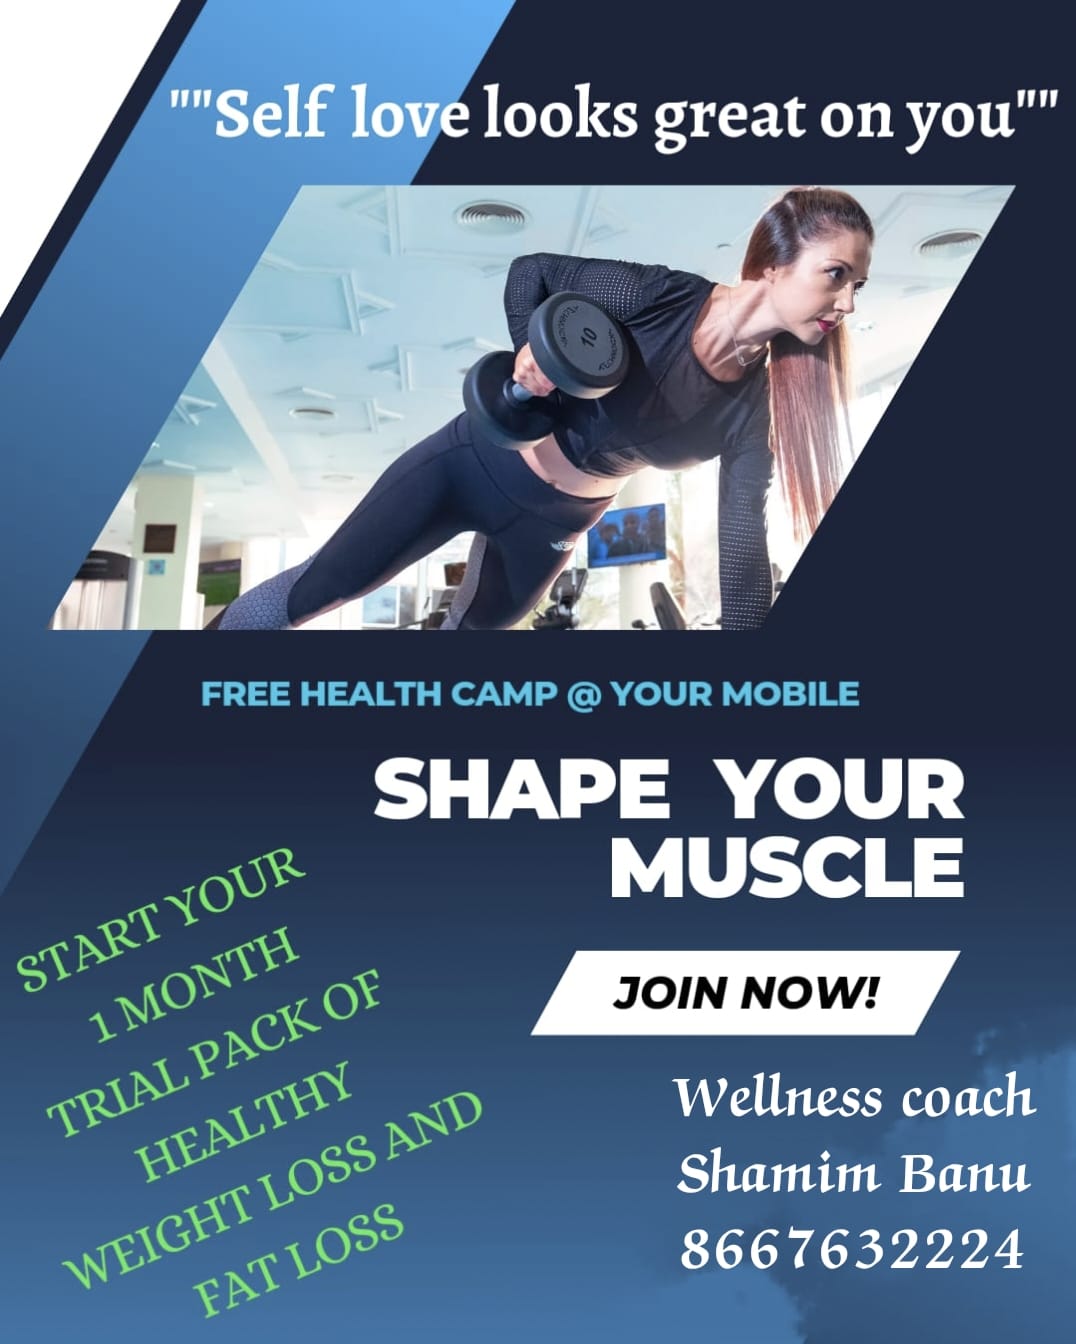 ""Self love looks great on you""
10
FREE HEALTH CAMP @ YOUR MOBILE
SHAPE YOUR
MUSCLE
START YOUR
1 MONTH
TRIAL PACK OF
HEALTHY
WEIGHT LOSS AND
FAT LOSS
JOIN NOW!
Wellness coach
Shamim Banu
8667632224